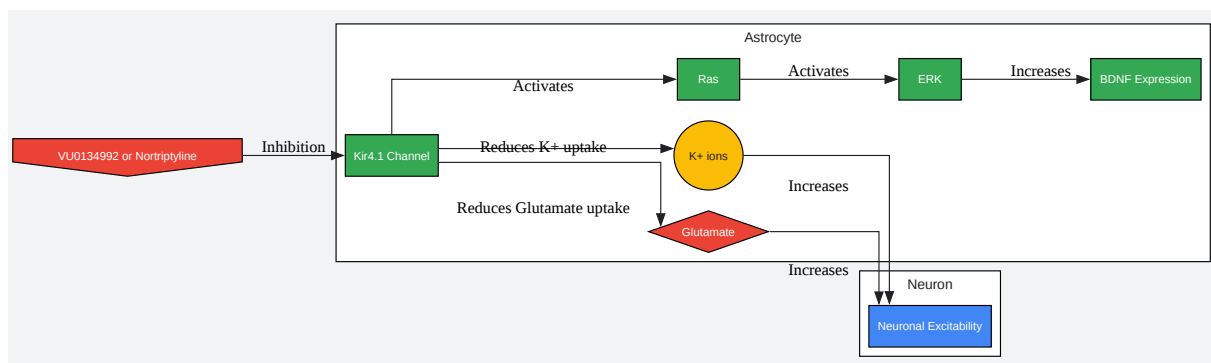 Astrocyte
Activates
Ras
Activates
ERK
Increases
BDNF Expression
VU0134992 or Nortriptyline
Inhibition
Kir4.1 Channel
Reduces K+ uptake
K+ ions
Increases
Reduces Glutamate uptake
Glutamate
Increases
Neuron
Neuronal Excitability